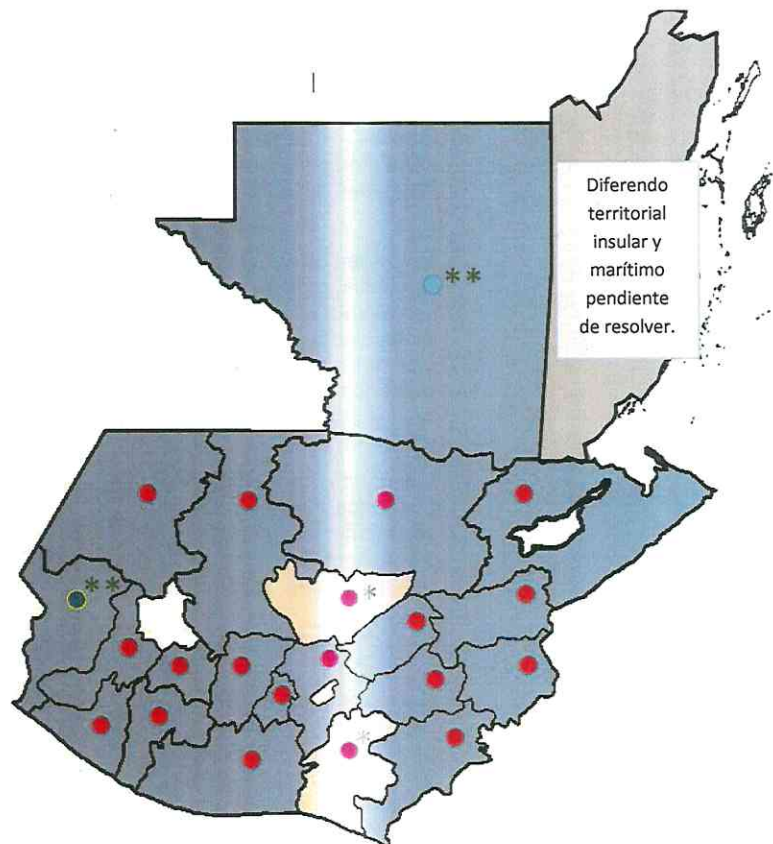 **
Diferendo
territorial
insular y
marítimo
pendiente
de resolver.
**
*
*